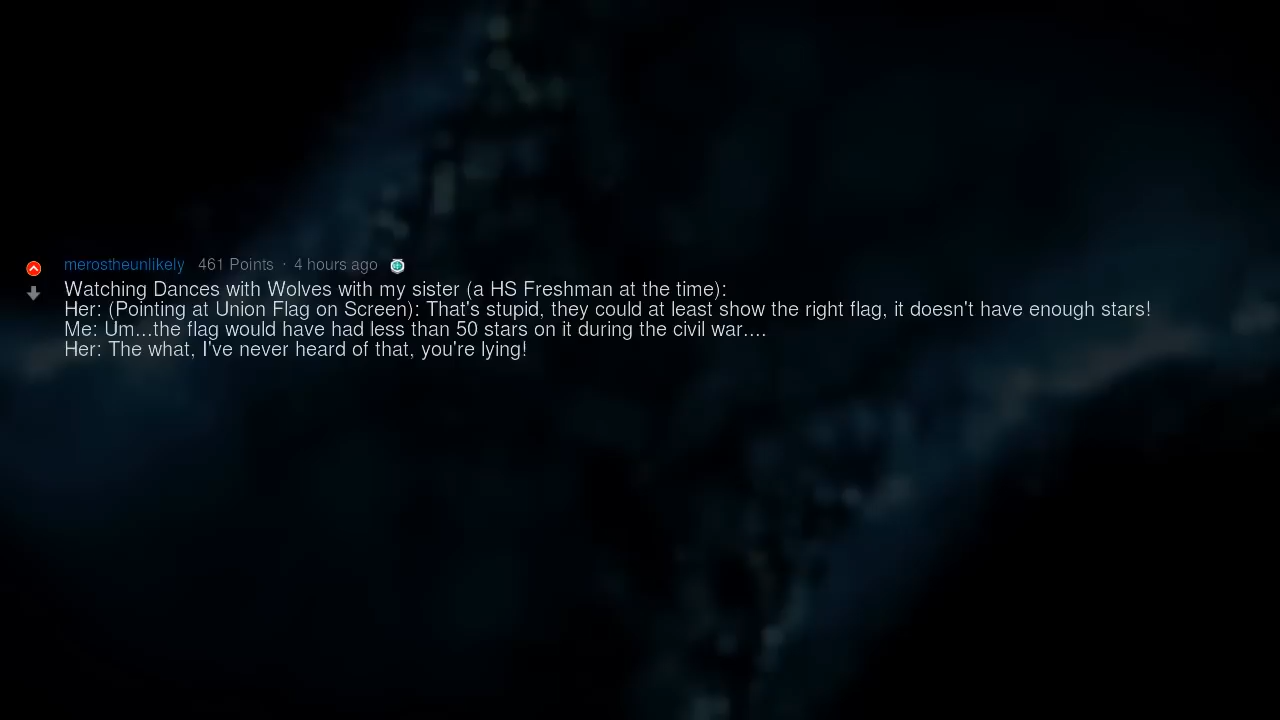 merostheunlikely 461 Points · 4 hours ago
Watching Dances with Wolves with my sister (a HS Freshman at the time):
Her: (Pointing at Union Flag on Screen): That's stupid, they could at least show the right flag, it doesn't have enough stars!
Me: Um...the flag would have had less than 50 stars on it during the civil war....
Her: The what, I've never heard of that, you're lying!